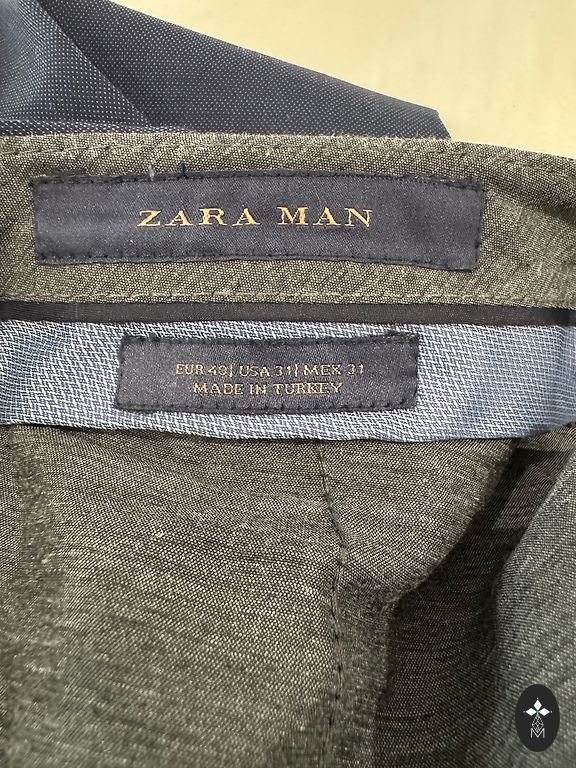 ZARA MAN
EUR 40| USA 31| MEX 31
MADE IN TURKEY
M